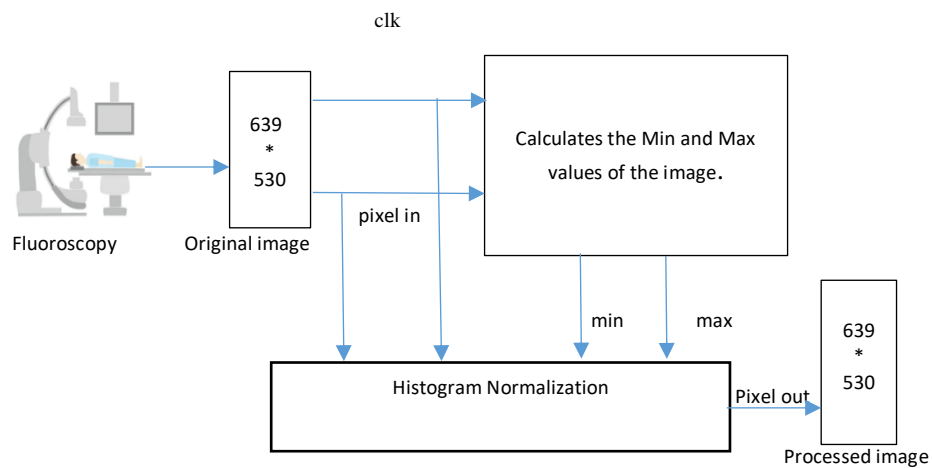 clk
639
*
530
Calculates the Min and Max
values of the image.
pixel in
Fluoroscopy
Original image
min
max
639
*
530
Histogram Normalization
Pixel out
Processed image